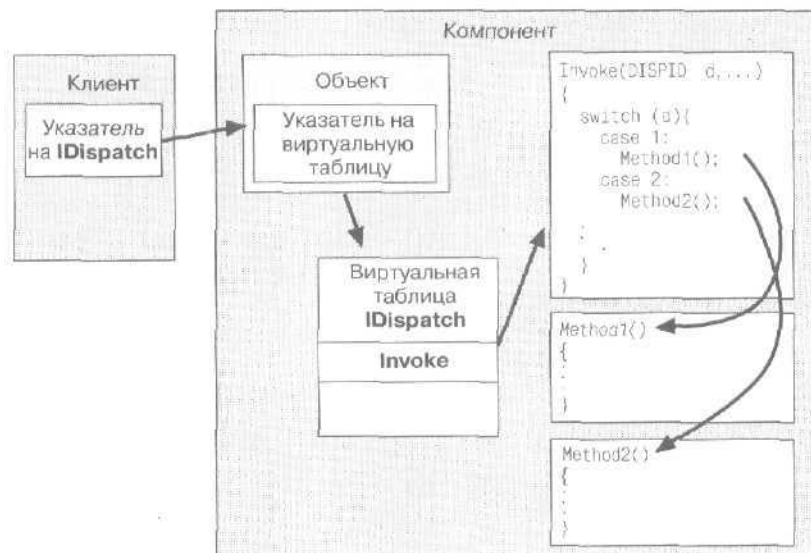 Компонент
Клиент
Указатель
на IDispatch
Объект
Указатель на
виртуальную
таблицу
Виртуальная
таблица
IDispatch
Invoke
Invoke(DISPID d,...)
{
switch (d){
case 1:
Method1();
case 2:
Method2();
:
.
}
}
Method1()
{
:
:
}
Method2()
{
:
:
}